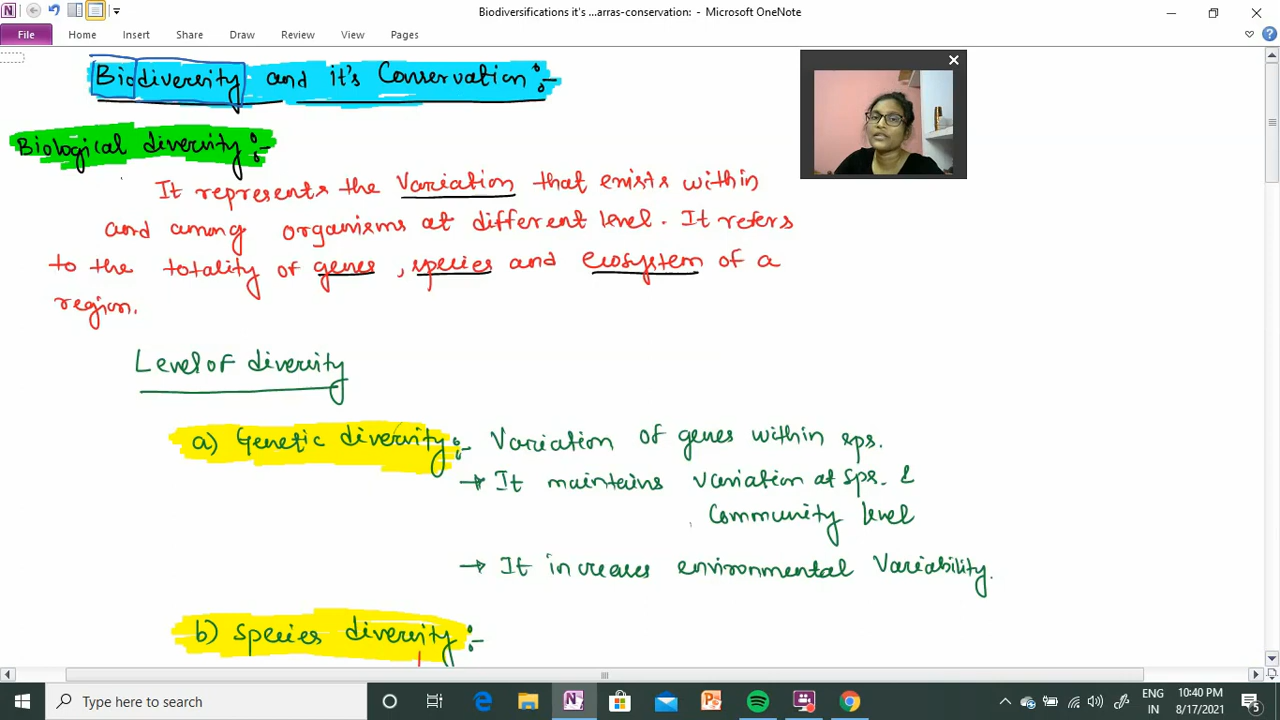 Biodiversifications it's ...arras-conservation: - Microsoft OneNote
File Home Insert Share Draw History Review View Pages
Biodiversity and it's Conservation:-
Biological diversity:-
It represents the Variation that exists within
and among organisms at different level. It refers
to the totality of genes, species and ecosystem of a
region.
Level of diversity
a) Genetic diversity:- Variation of genes within sps.
→ It maintains variation at sps. &
Community level
→ It increases environmental Variability.
b) Species diversity:-
Type here to search
ENG
IN
10:40 PM
8/17/2021
5